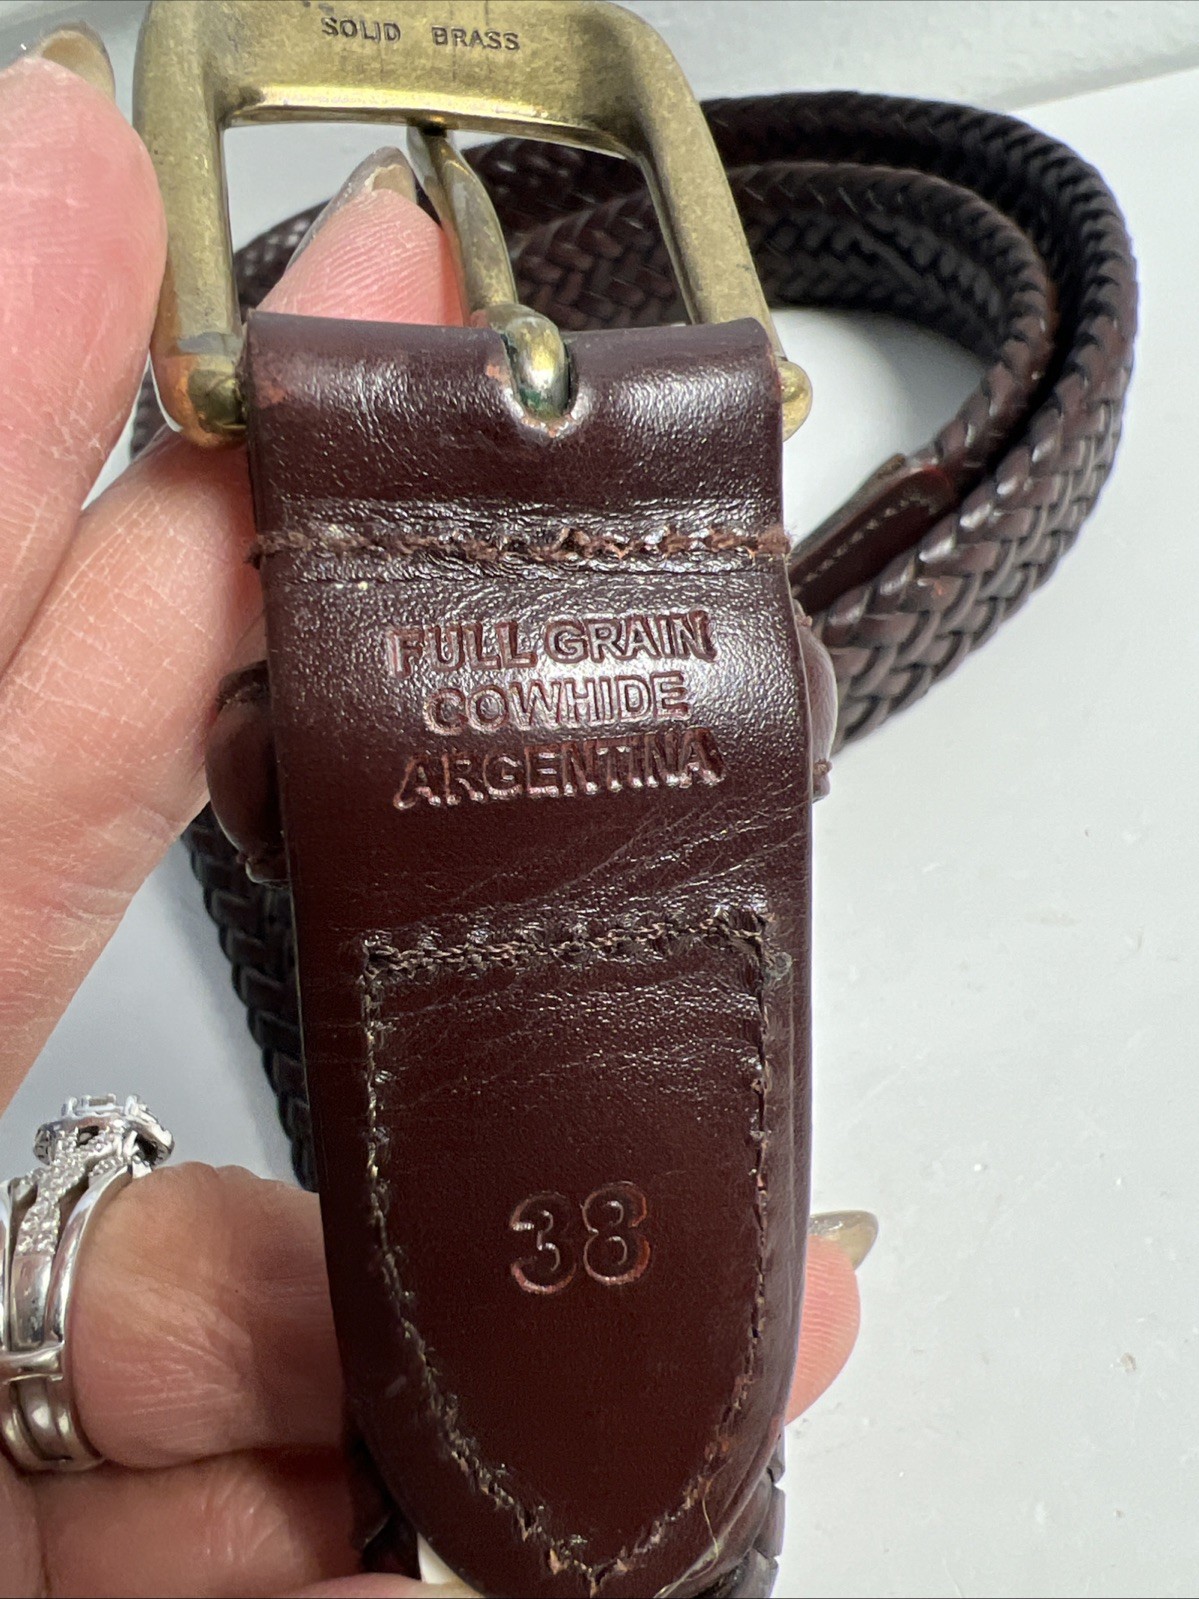 SOLID BRASS
FULL GRAIN
COWHIDE
ARGENTINA
38